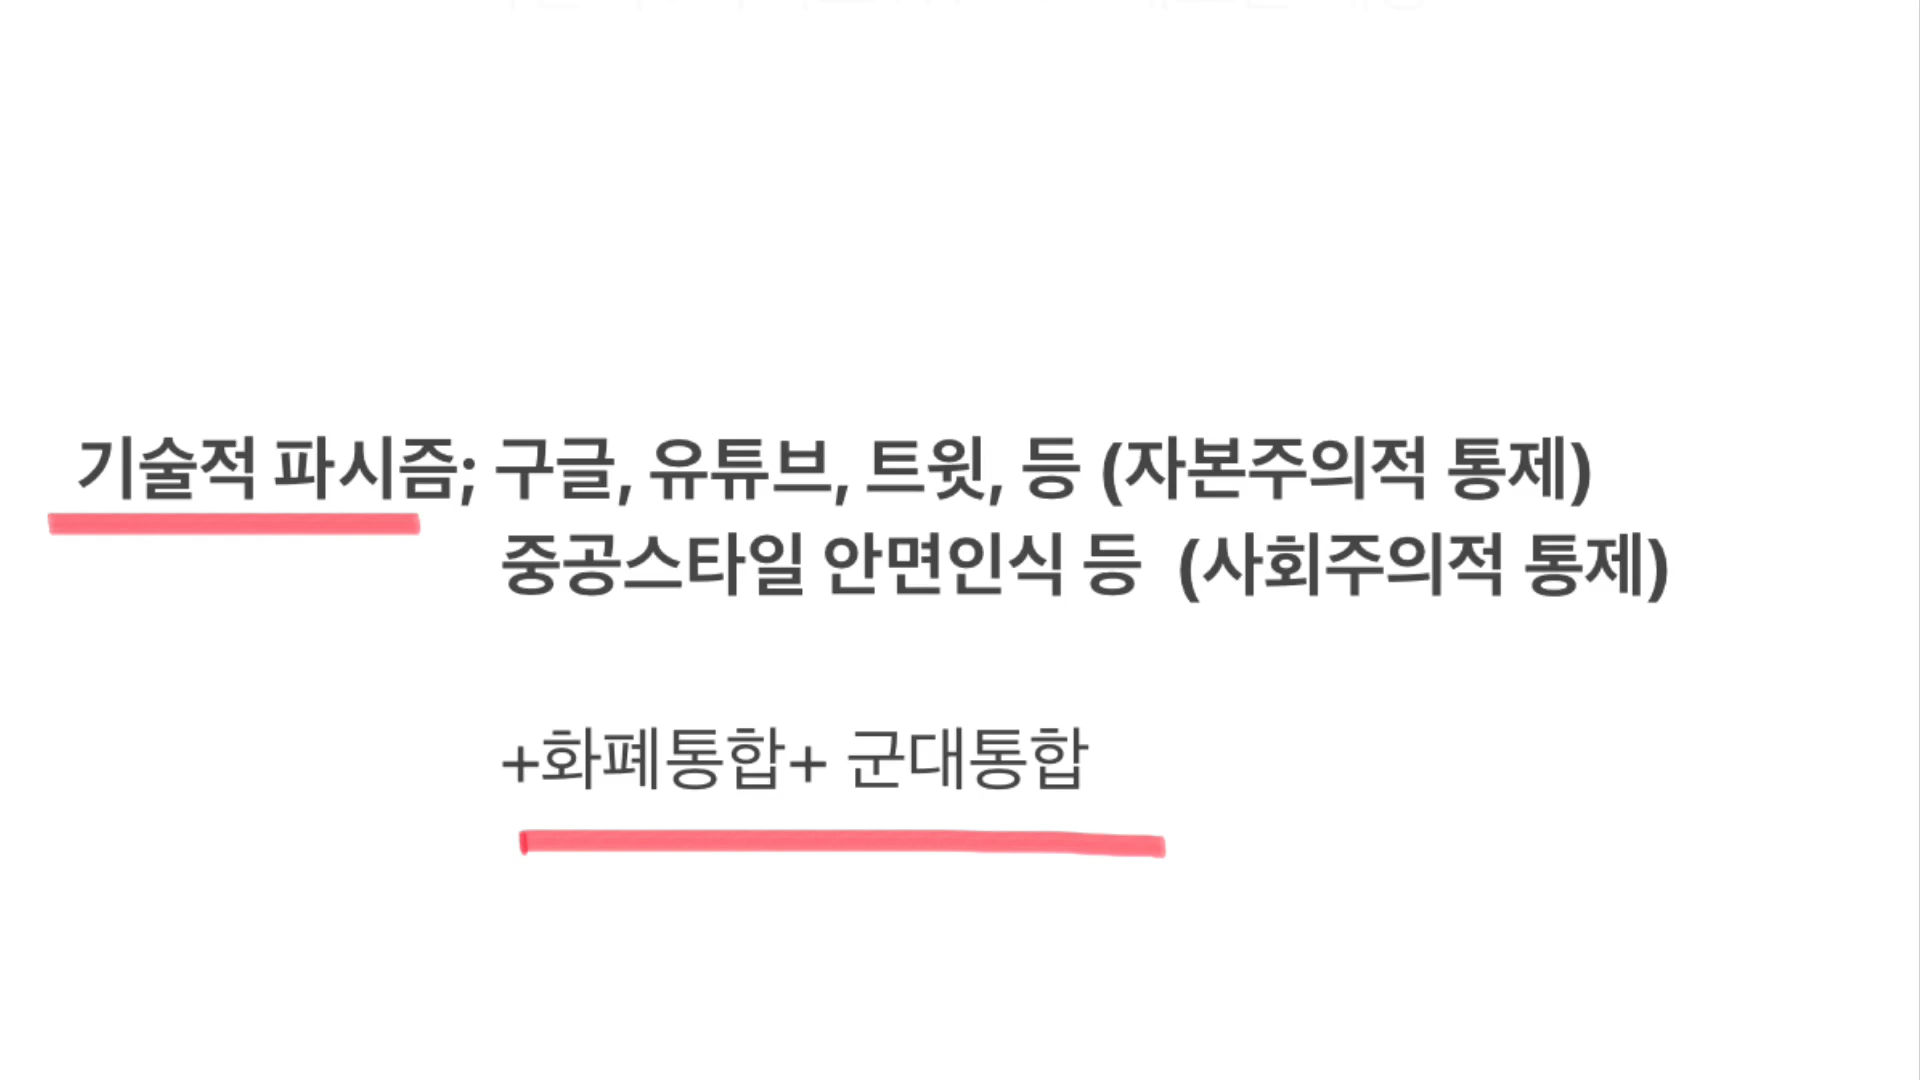 기술적 파시즘; 구글, 유튜브, 트윗, 등 (자본주의적 통제)
중공스타일 안면인식 등 (사회주의적 통제)
+화폐통합+ 군대통합